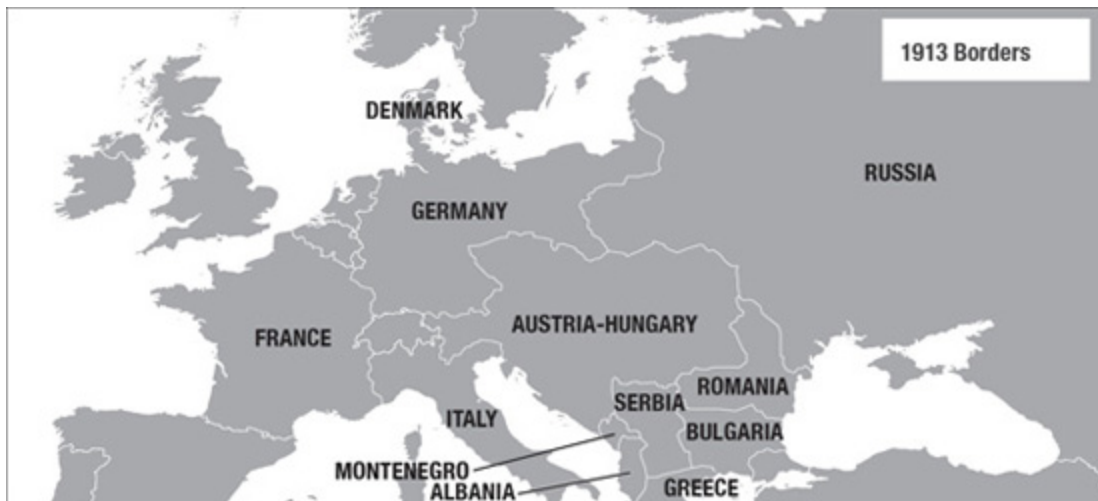 1913 Borders
DENMARK
RUSSIA
GERMANY
AUSTRIA-HUNGARY
FRANCE
ROMANIA
SERBIA
ITALY
BULGARIA
MONTENEGRO
ALBANIA
GREECE